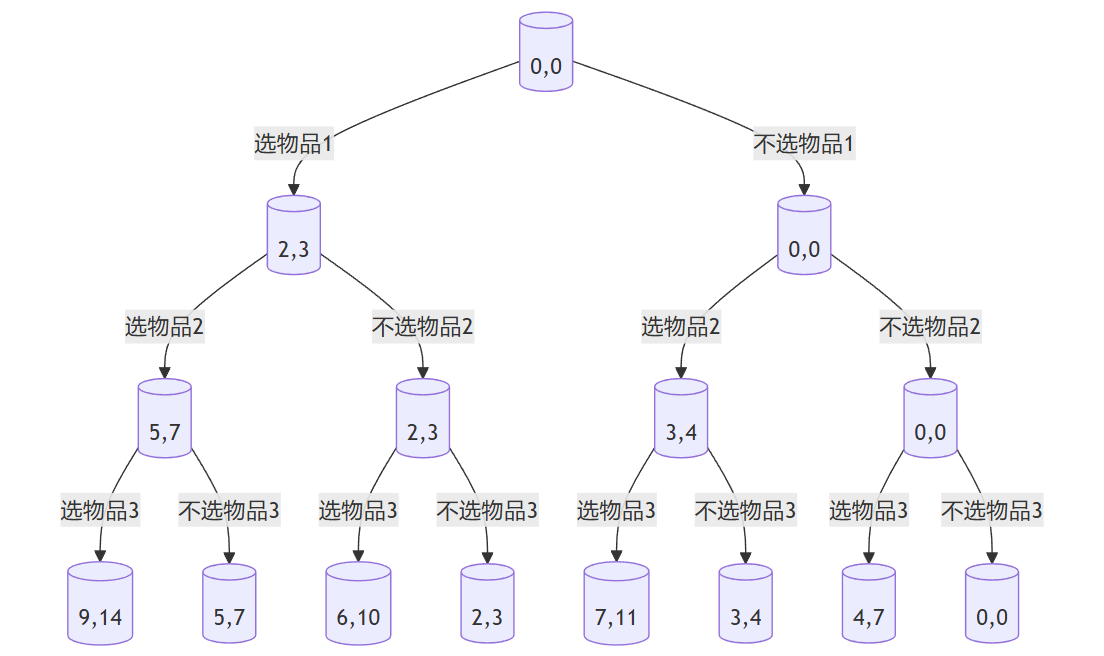 0,0
选物品1
不选物品1
2,3
0,0
选物品2
不选物品2
选物品2
不选物品2
5,7
2,3
3,4
0,0
选物品3
不选物品3
选物品3
不选物品3
选物品3
不选物品3
选物品3
不选物品3
9,14
5,7
6,10
2,3
7,11
3,4
4,7
0,0